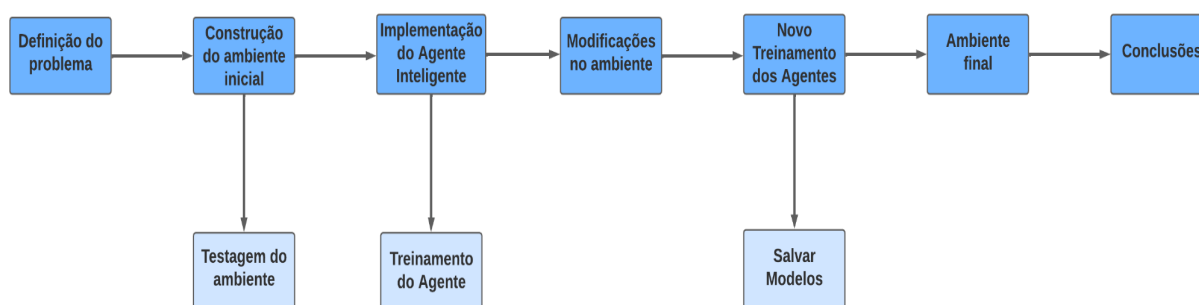 Definição do
problema
Construção
do ambiente
inicial
Implementação
do Agente
Inteligente
Modificações
no ambiente
Novo
Treinamento
dos Agentes
Ambiente
final
Conclusões
Testagem do
ambiente
Treinamento
do Agente
Salvar
Modelos